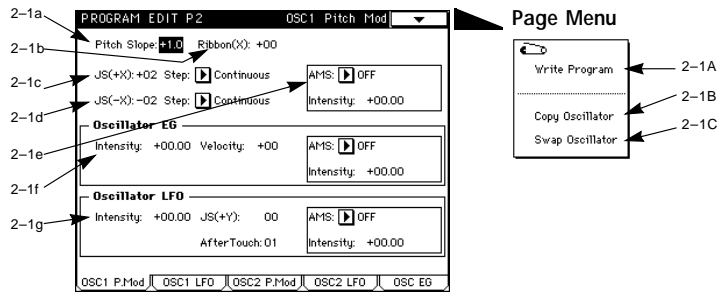 PROGRAM EDIT P2 OSC1 Pitch Mod
Page Menu
2–1a
Pitch Slope: +1.0 Ribbon(X): +00
2–1b
2–1c
JS(+X): +02 Step: Continuous
AMS: OFF
2–1d
JS(–X): –02 Step: Continuous
Intensity: +00.00
Oscillator EG
2–1e
Intensity: +00.00 Velocity: +00
AMS: OFF
2–1f
Intensity: +00.00
Oscillator LFO
2–1g
Intensity: +00.00 JS(+Y): 00
AMS: OFF
AfterTouch: 01
Intensity: +00.00
OSC1 P.Mod OSC1 LFO OSC2 P.Mod OSC2 LFO OSC EG
Write Program
2–1A
2–1B
Copy Oscillator
Swap Oscillator
2–1C